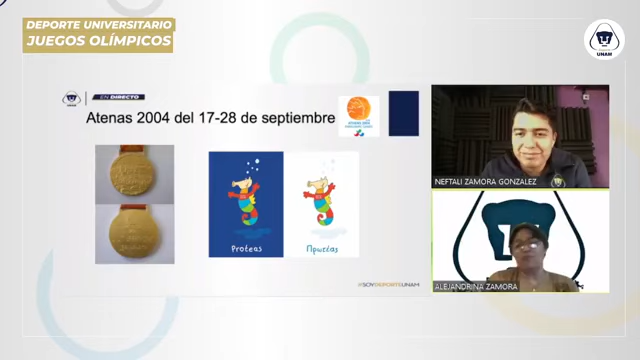 DEPORTE UNIVERSITARIO
JUEGOS OLÍMPICOS
UNAM
EN DIRECTO
Atenas 2004 del 17-28 de septiembre
Proteas
Πρωτέας
#SOYDEPORTEUNAM
NEFTALI ZAMORA GONZALEZ
ALEJANDRINA ZAMORA